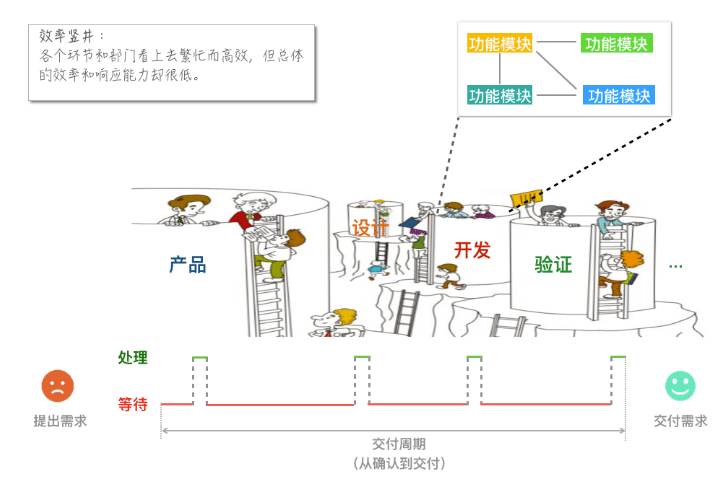 效率竖井：
各个环节和部门看上去繁忙而高效，但总体
的效率和响应能力却很低。
功能模块
功能模块
功能模块
功能模块
产品
设计
开发
验证
...
处理
等待
提出需求
交付需求
交付周期
（从确认到交付）